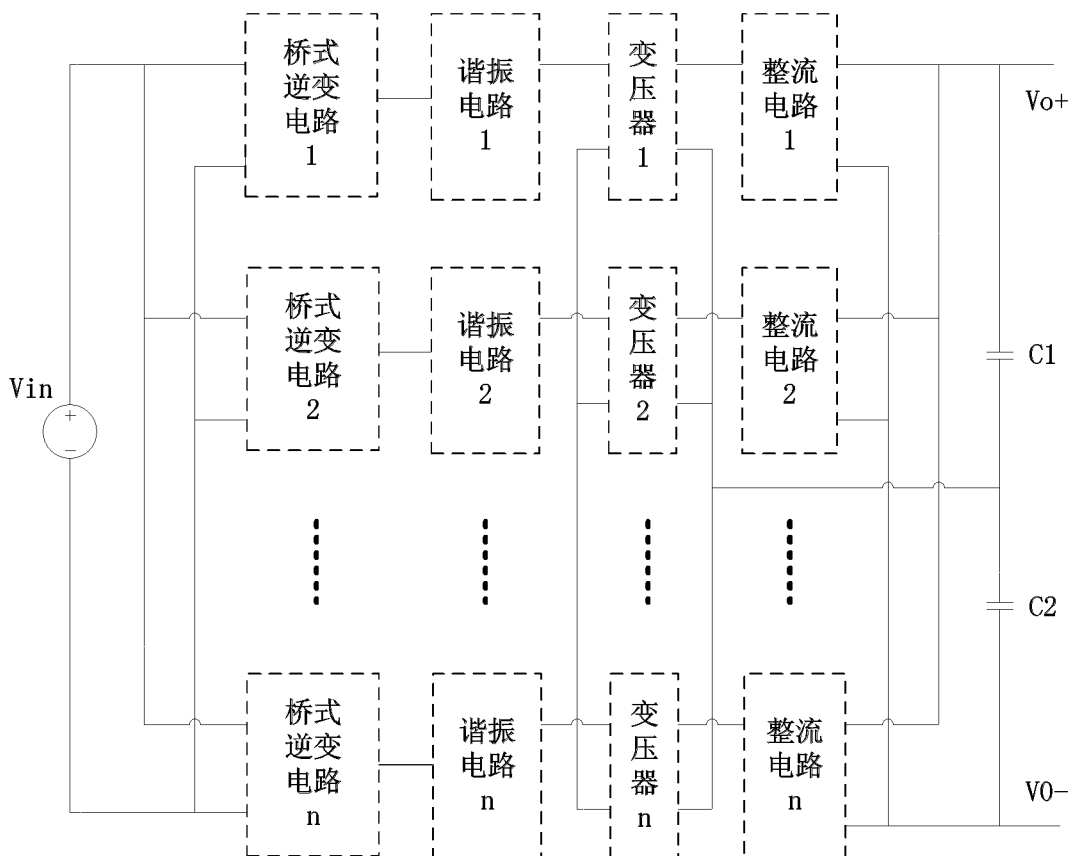 桥式
逆变
电路
1
谐振
电路
1
变
压
器
1
整流
电路
1
Vo+
桥式
逆变
电路
2
谐振
电路
2
变
压
器
2
整流
电路
2
C1
Vin
+
−
C2
桥式
逆变
电路
n
谐振
电路
n
变
压
器
n
整流
电路
n
V0-